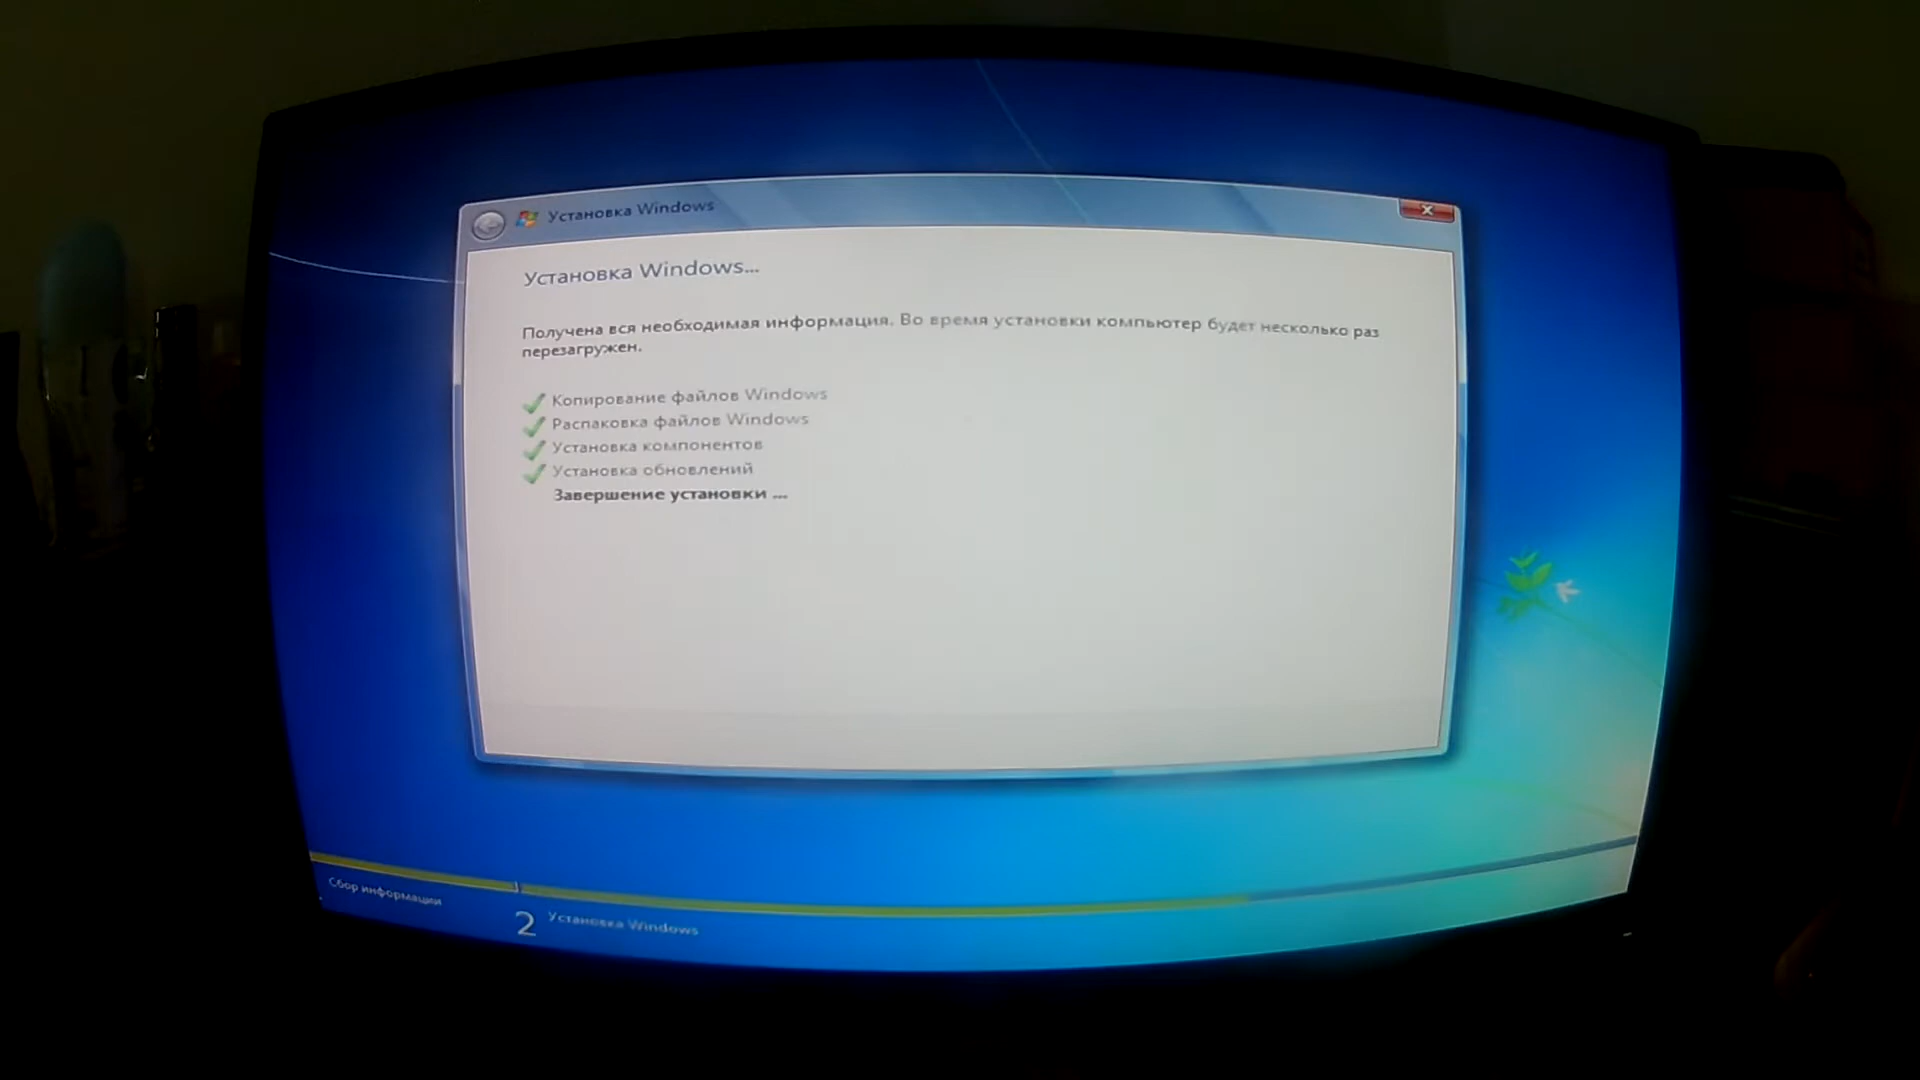 Установка Windows
Установка Windows...
Получена вся необходимая информация. Во время установки компьютер будет несколько раз
перезагружен.
Копирование файлов Windows
Распаковка файлов Windows
Установка компонентов
Установка обновлений
Завершение установки ...
Сбор информации
2 Установка Windows